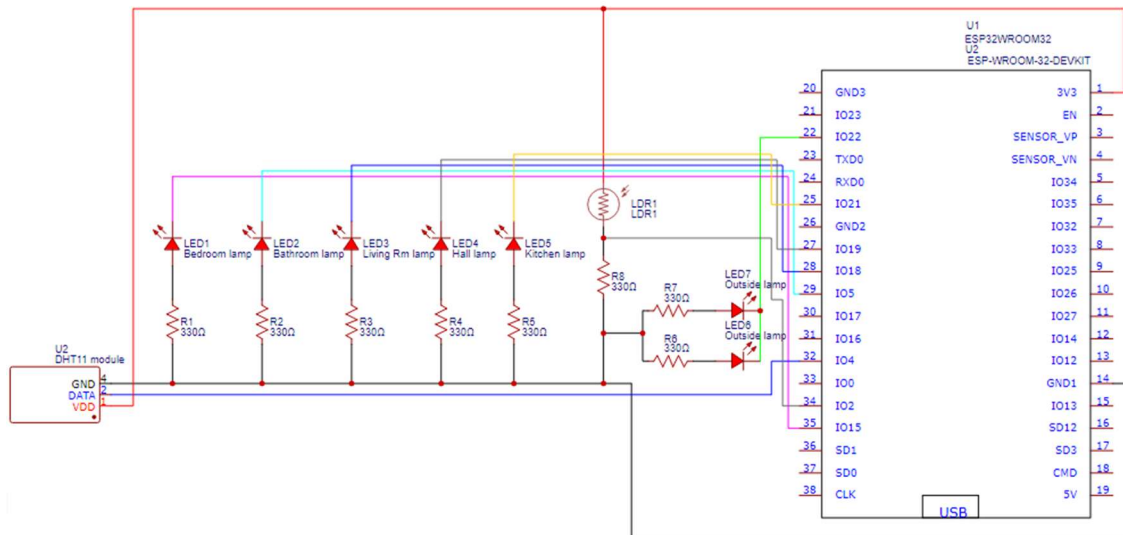 U1
ESP32WROOM32
U2
ESP-WROOM-32-DEVKIT
20 GND3 3V3 1
21 IO23 EN 2
22 IO22 SENSOR_VP 3
23 TXD0 SENSOR_VN 4
24 RXD0 IO34 5
25 IO21 IO35 6
26 GND2 IO32 7
27 IO19 IO33 8
28 IO18 IO25 9
29 IO5 IO26 10
30 IO17 IO27 11
31 IO16 IO14 12
32 IO4 IO12 13
33 IO0 GND1 14
34 IO2 IO13 15
35 IO15 SD12 16
36 SD1 SD3 17
37 SD0 CMD 18
38 CLK 5V 19
USB
LDR1
LDR1
LED1
Bedroom lamp
LED2
Bathroom lamp
LED3
Living Rm lamp
LED4
Hall lamp
LED5
Kitchen lamp
R8
330Ω
LED7
Outside lamp
R7
330Ω
LED6
Outside lamp
R6
330Ω
R1
330Ω
R2
330Ω
R3
330Ω
R4
330Ω
R5
330Ω
U2
DHT11 module
GND 4
DATA 2
VDD 1